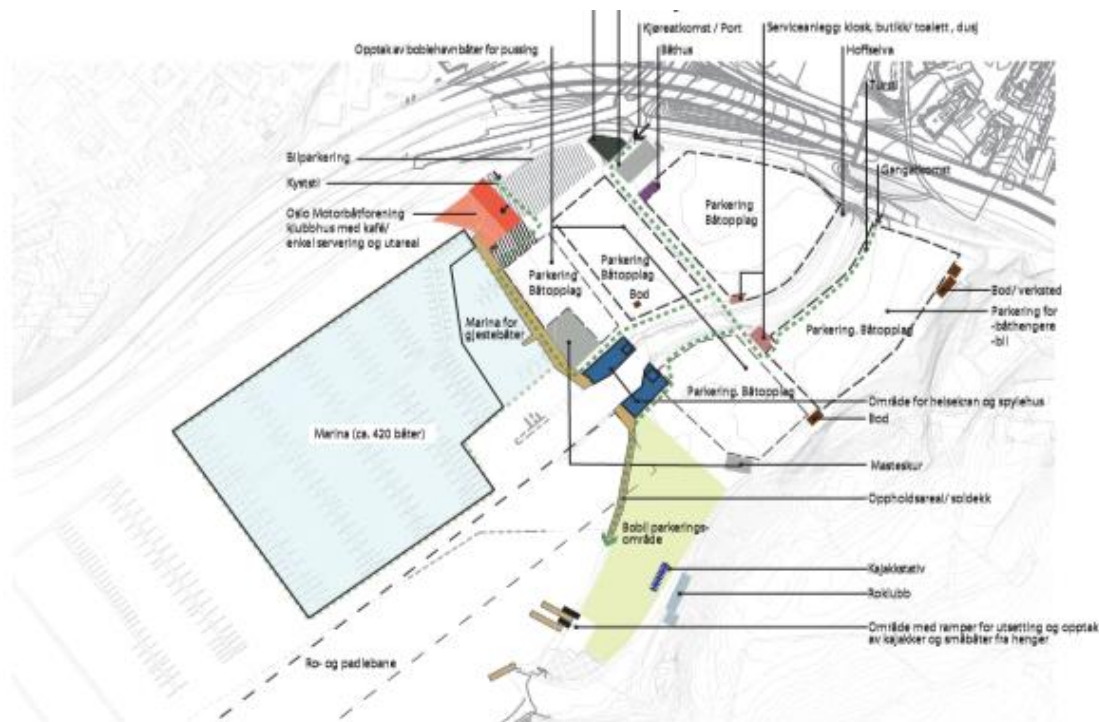 Kjøreatkomst / Port
Serviceanlegg: kiosk, butikk/ toalett , dusj
Opptak av boblehavn båter for pussing
Båthus
Hoffselva
Tursti
Bilparkering
Gangatkomst
Kyststi
Oslo Motorbåtforening
klubbhus med kafé/
enkel servering og utareal
Parkering
Båtopplag
Parkering
Båtopplag
Parkering
Båtopplag
Bod
Bod/ verksted
Parkering for
-båthengere
-bil
Marina for
gjestebåter
Parkering. Båtopplag
Parkering. Båtopplag
Område for heisekran og spylehus
Bod
Marina (ca. 420 båter)
Masteskur
Oppholdsareal/ soldekk
Bobil parkerings-
område
Kajakkstativ
Roklubb
Område med ramper for utsetting og opptak
av kajakker og småbåter fra henger
Ro- og padlebane